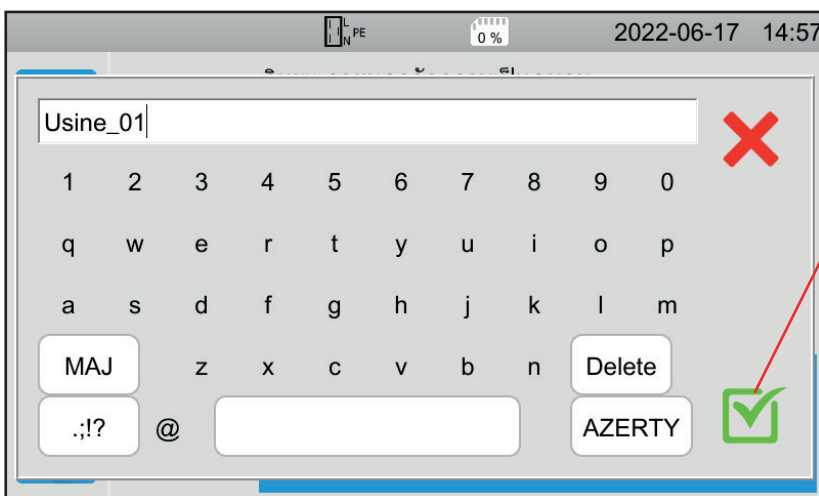 L PE
N
0 %
2022-06-17 14:57
Usine_01
1 2 3 4 5 6 7 8 9 0
q w e r t y u i o p
a s d f g h j k l m
MAJ z x c v b n Delete
.;!? @ AZERTY